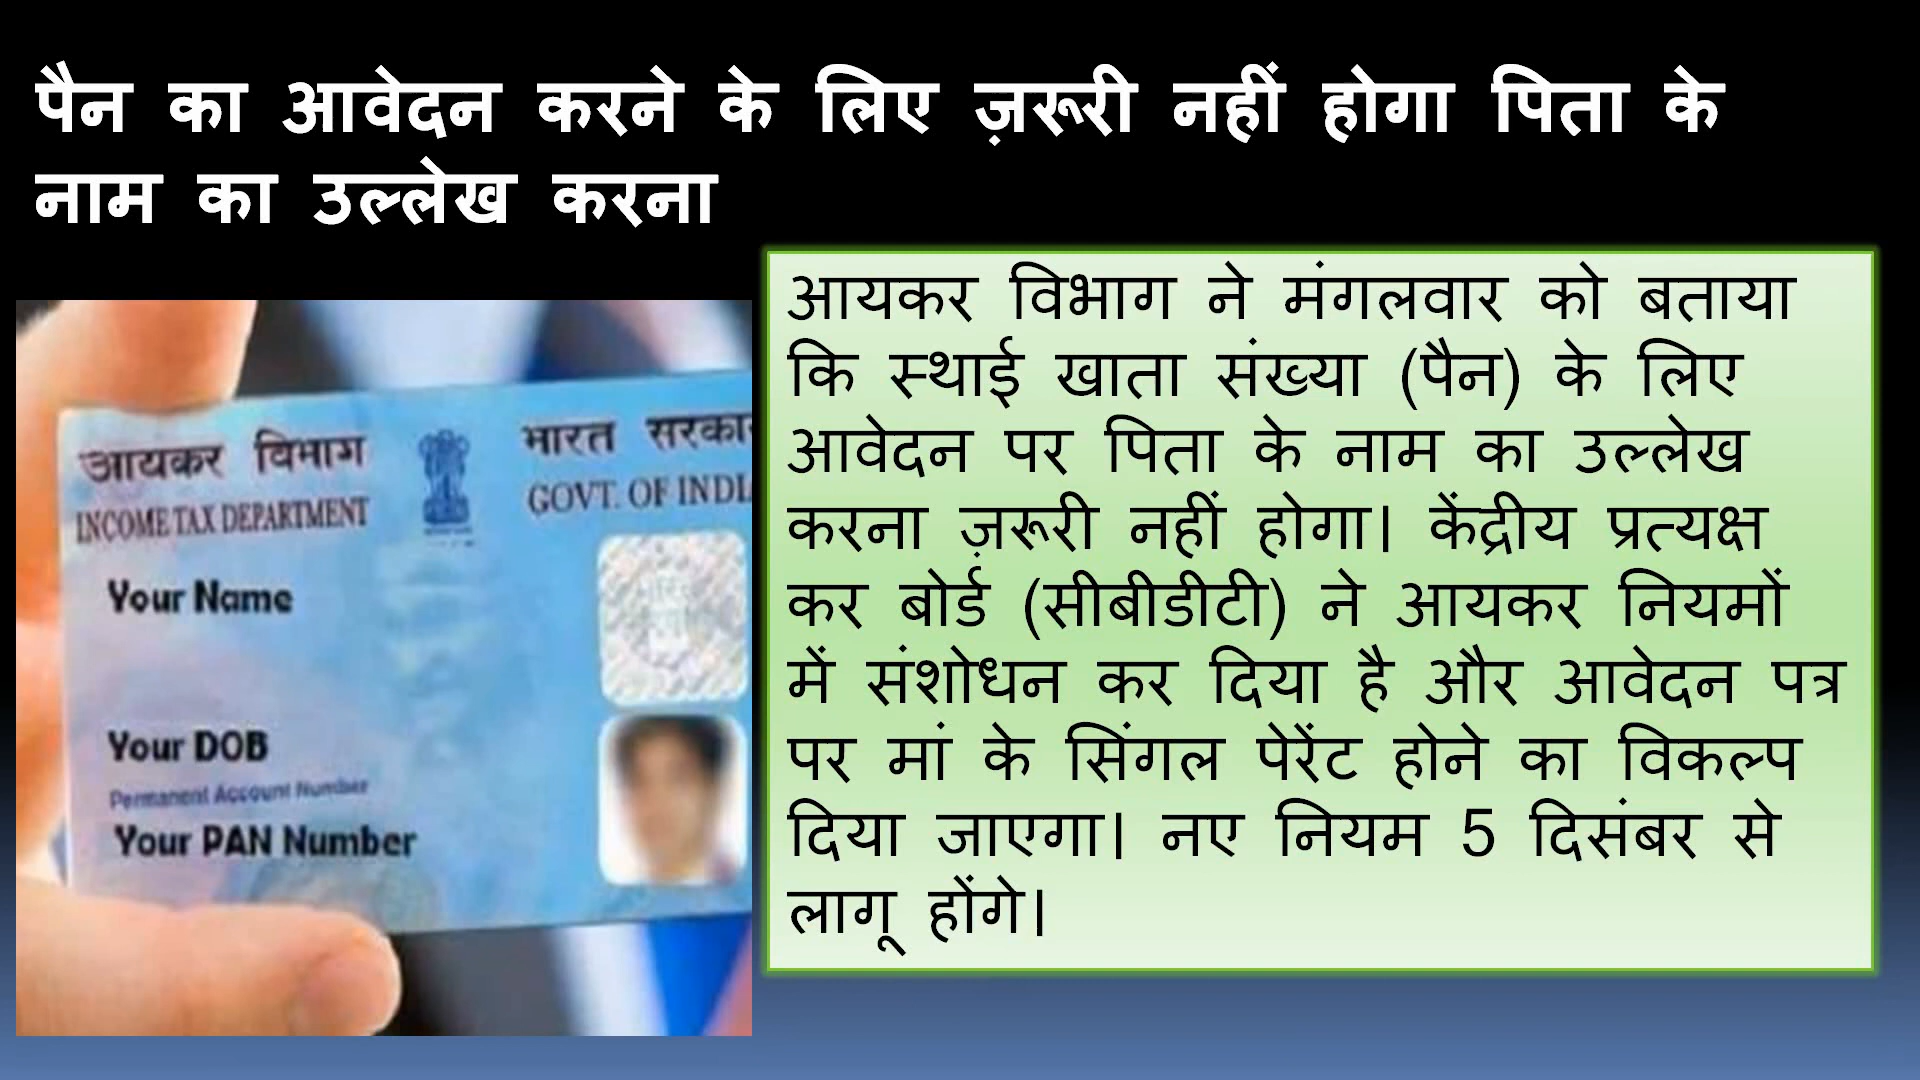 पैन का आवेदन करने के लिए ज़रूरी नहीं होगा पिता के
नाम का उल्लेख करना
आयकर विभाग ने मंगलवार को बताया
कि स्थाई खाता संख्या (पैन) के लिए
आवेदन पर पिता के नाम का उल्लेख
करना ज़रूरी नहीं होगा। केंद्रीय प्रत्यक्ष
कर बोर्ड (सीबीडीटी) ने आयकर नियमों
में संशोधन कर दिया है और आवेदन पत्र
पर मां के सिंगल पेरेंट होने का विकल्प
दिया जाएगा। नए नियम 5 दिसंबर से
लागू होंगे।
आयकर विभाग
INCOME TAX DEPARTMENT
भारत
GOVT. OF
Your Name
Your DOB
Permanent Account Number
Your PAN Number